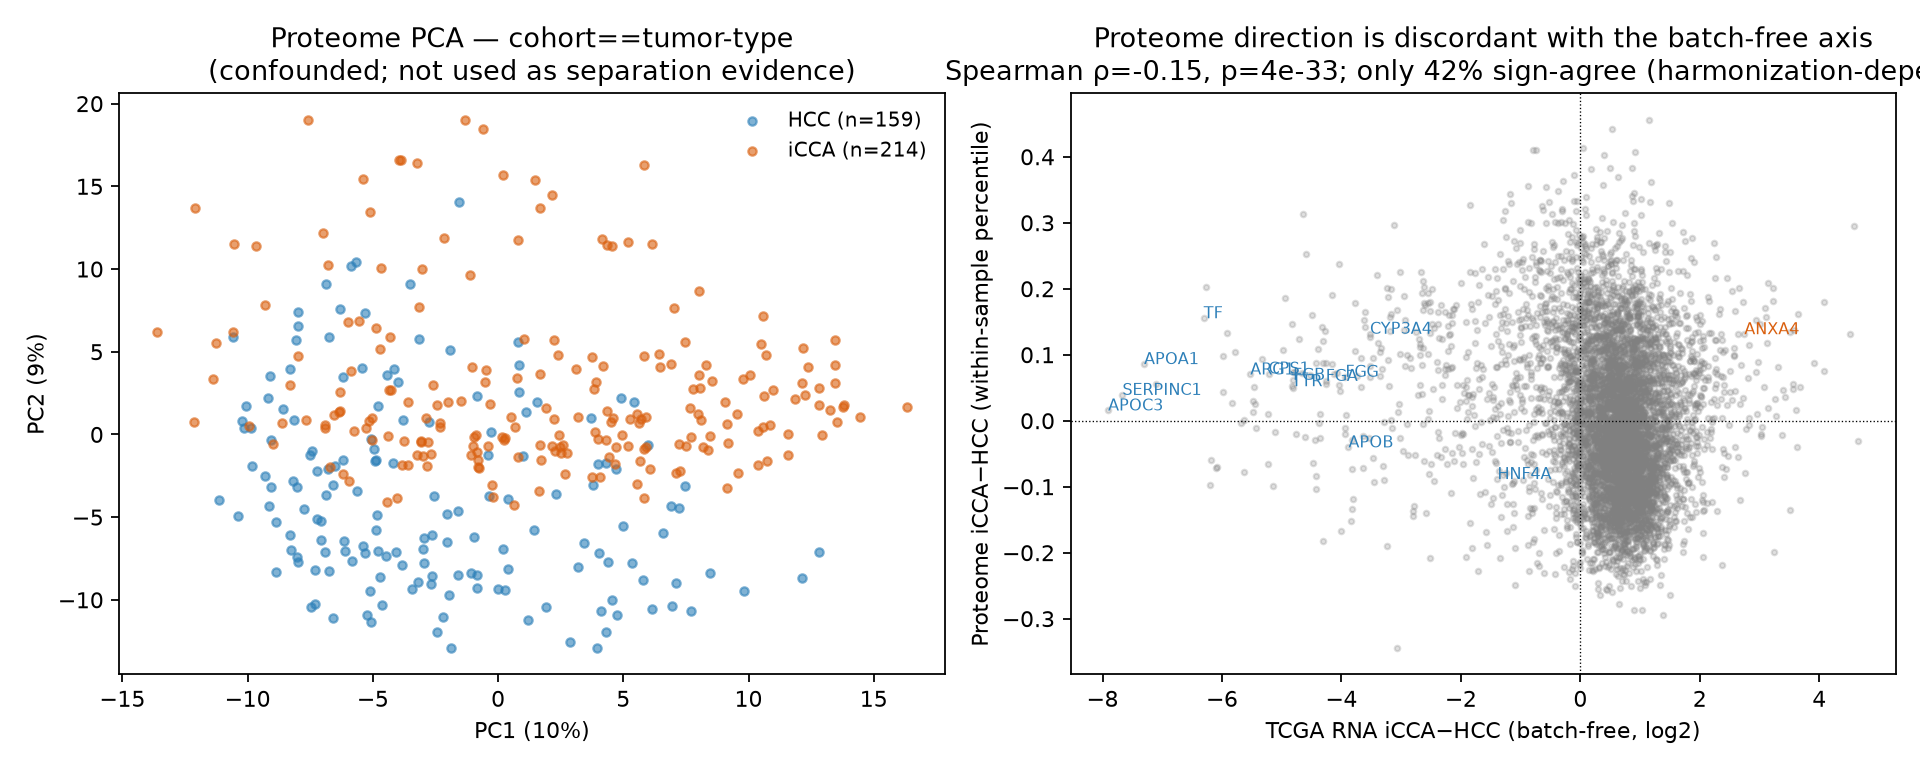 Proteome PCA — cohort==tumor-type
(confounded; not used as separation evidence)
HCC (n=159)
iCCA (n=214)
20
15
10
5
0
−5
−10
PC2 (9%)
−15
−10
−5
0
5
10
15
PC1 (10%)
Proteome direction is discordant with the batch-free axis
Spearman ρ=-0.15, p=4e-33; only 42% sign-agree (harmonization-depe
0.4
0.3
0.2
0.1
0.0
−0.1
−0.2
−0.3
Proteome iCCA−HCC (within-sample percentile)
TF
CYP3A4
ANXA4
APOA1
CPS1
FGG
FGA
TTR
SERPINC1
APOC3
APOB
HNF4A
−8
−6
−4
−2
0
2
4
TCGA RNA iCCA−HCC (batch-free, log2)